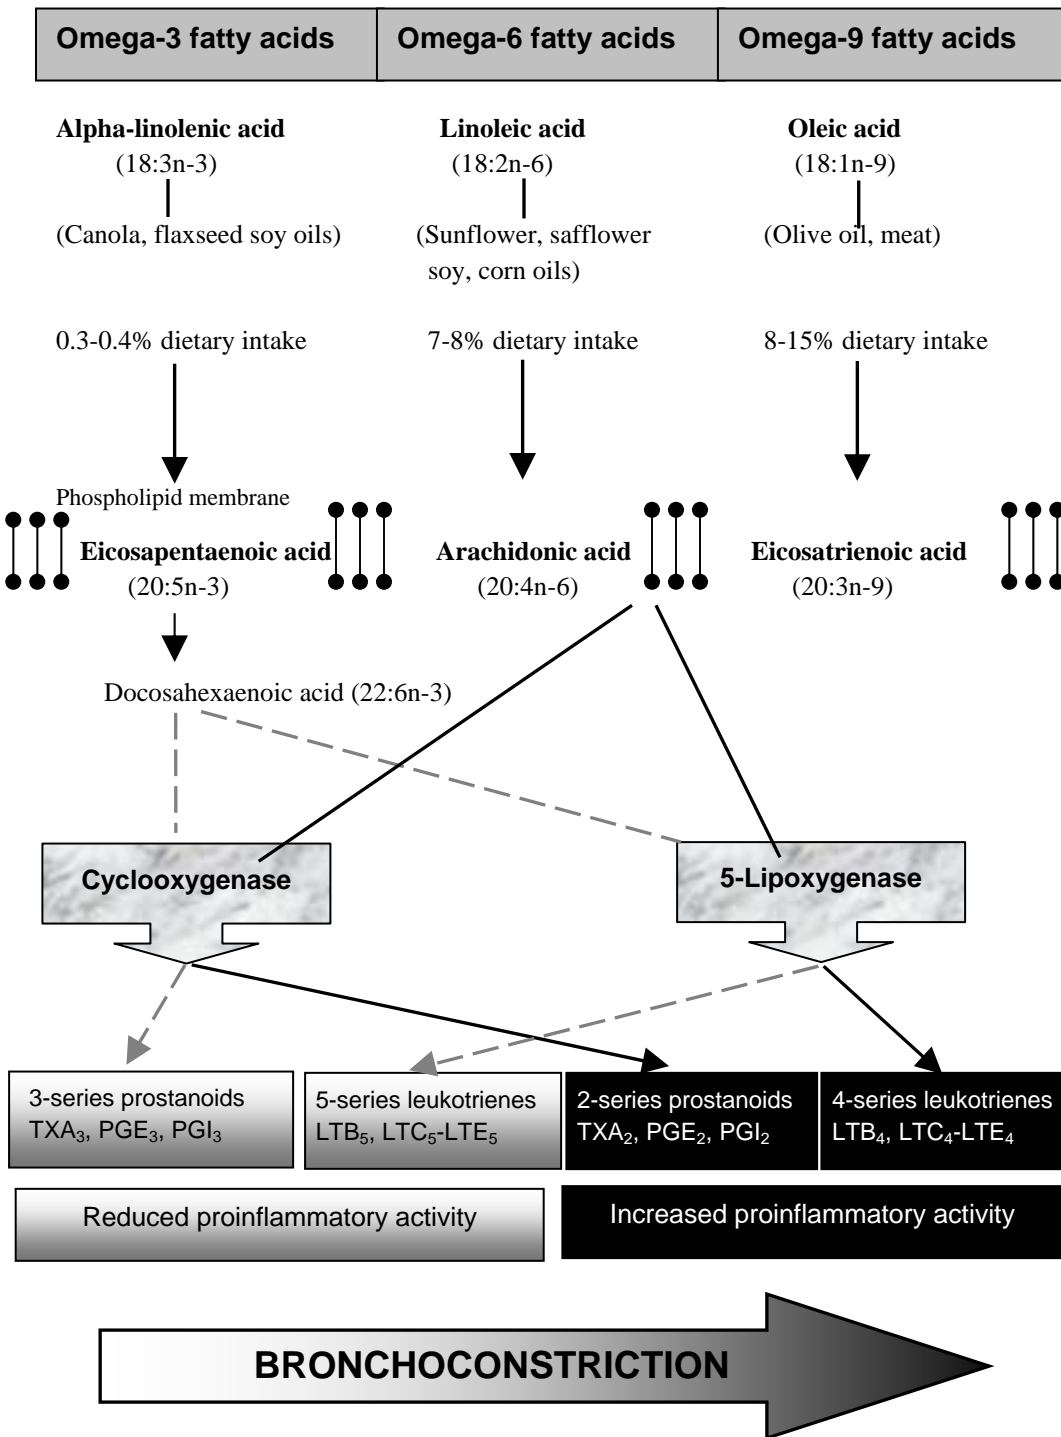 Omega-3 fatty acids
Omega-6 fatty acids
Omega-9 fatty acids
Alpha-linolenic acid
(18:3n-3)
Linoleic acid
(18:2n-6)
Oleic acid
(18:1n-9)
(Canola, flaxseed soy oils)
(Sunflower, safflower
soy, corn oils)
(Olive oil, meat)
0.3-0.4% dietary intake
7-8% dietary intake
8-15% dietary intake
Phospholipid membrane
Eicosapentaenoic acid
(20:5n-3)
Arachidonic acid
(20:4n-6)
Eicosatrienoic acid
(20:3n-9)
Docosahexaenoic acid (22:6n-3)
Cyclooxygenase
5-Lipoxygenase
3-series prostanoids
TXA₃, PGE₃, PGI₃
5-series leukotrienes
LTB₅, LTC₅-LTE₅
2-series prostanoids
TXA₂, PGE₂, PGI₂
4-series leukotrienes
LTB₄, LTC₄-LTE₄
Reduced proinflammatory activity
Increased proinflammatory activity
BRONCHOCONSTRICTION